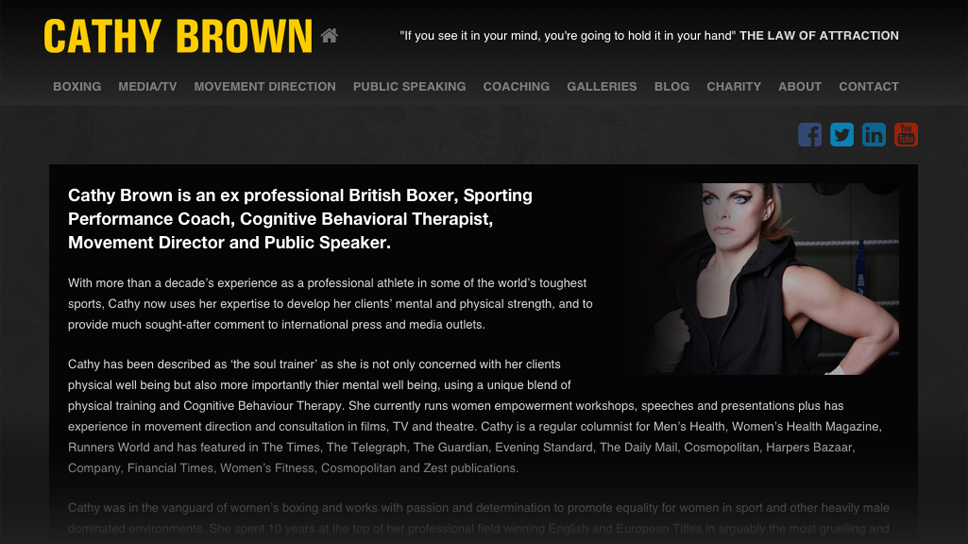 CATHY BROWN
"If you see it in your mind, you're going to hold it in your hand" THE LAW OF ATTRACTION
BOXING MEDIA/TV MOVEMENT DIRECTION PUBLIC SPEAKING COACHING GALLERIES BLOG CHARITY ABOUT CONTACT
You Tube
Cathy Brown is an ex professional British Boxer, Sporting
Performance Coach, Cognitive Behavioral Therapist,
Movement Director and Public Speaker.
With more than a decade’s experience as a professional athlete in some of the world’s toughest
sports, Cathy now uses her expertise to develop her clients’ mental and physical strength, and to
provide much sought-after comment to international press and media outlets.
Cathy has been described as ‘the soul trainer’ as she is not only concerned with her clients
physical well being but also more importantly thier mental well being, using a unique blend of
physical training and Cognitive Behaviour Therapy. She currently runs women empowerment workshops, speeches and presentations plus has
experience in movement direction and consultation in films, TV and theatre. Cathy is a regular columnist for Men’s Health, Women’s Health Magazine,
Runners World and has featured in The Times, The Telegraph, The Guardian, Evening Standard, The Daily Mail, Cosmopolitan, Harpers Bazaar,
Company, Financial Times, Women’s Fitness, Cosmopolitan and Zest publications.
Cathy was in the vanguard of women’s boxing and works with passion and determination to promote equality for women in sport and other heavily male
dominated environments. She spent 10 years at the top of her professional field winning English and European Titles in arguably the most gruelling and